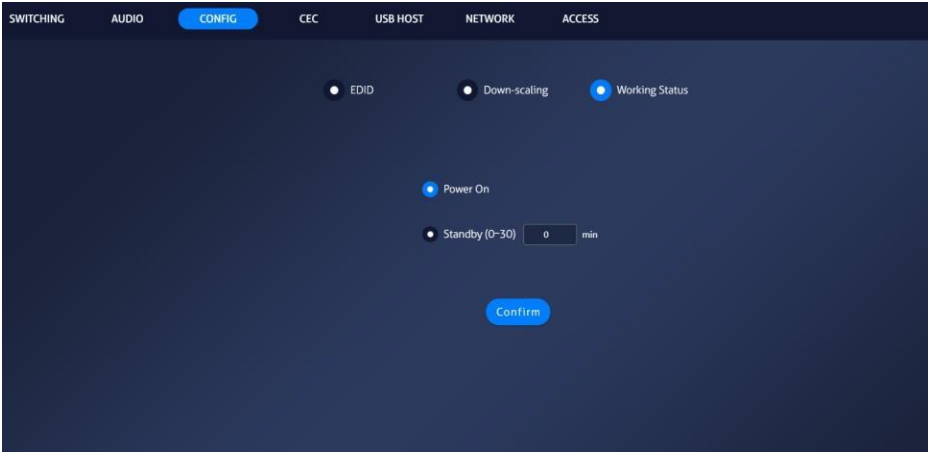 SWITCHING AUDIO CONFIG CEC USB HOST NETWORK ACCESS
EDID Down-scaling Working Status
Power On
Standby (0~30) 0 min
Confirm